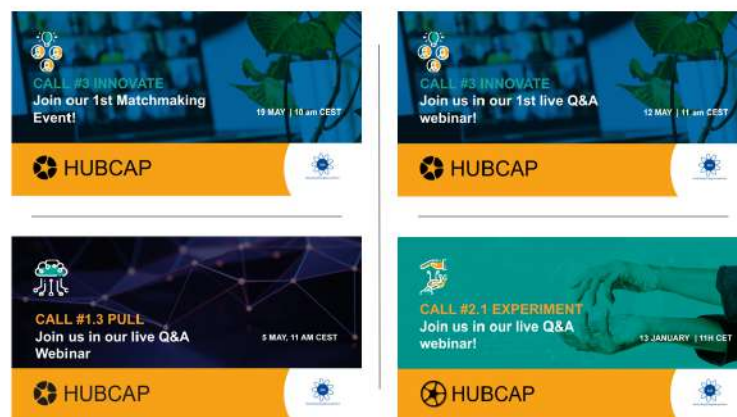 CALL #3 INNOVATE
Join our 1st Matchmaking
Event!
19 MAY | 10 am CEST
HUBCAP
CALL #3 INNOVATE
Join us in our 1st live Q&A
webinar!
12 MAY | 11 am CEST
HUBCAP
CALL #1.3 PULL
Join us in our live Q&A
Webinar
5 MAY, 11 AM CEST
HUBCAP
CALL #2.1 EXPERIMENT
Join us in our live Q&A
webinar!
13 JANUARY | 11H CET
HUBCAP